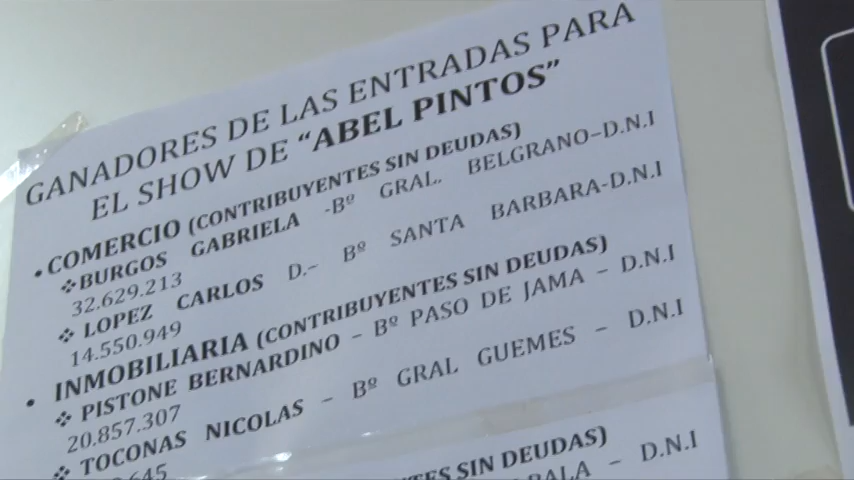 GANADORES DE LAS ENTRADAS PARA
EL SHOW DE “ABEL PINTOS”
• COMERCIO (CONTRIBUYENTES SIN DEUDAS)
❖ BURGOS GABRIELA -Bº GRAL. BELGRANO–D.N.I
32.629.213
❖ LOPEZ CARLOS D.– Bº SANTA BARBARA-D.N.I
14.550.949
• INMOBILIARIA (CONTRIBUYENTES SIN DEUDAS)
❖ PISTONE BERNARDINO – Bº PASO DE JAMA – D.N.I
20.857.307
❖ TOCONAS NICOLAS – Bº GRAL GUEMES – D.N.I
SIN DEUDAS)
– D.N.I